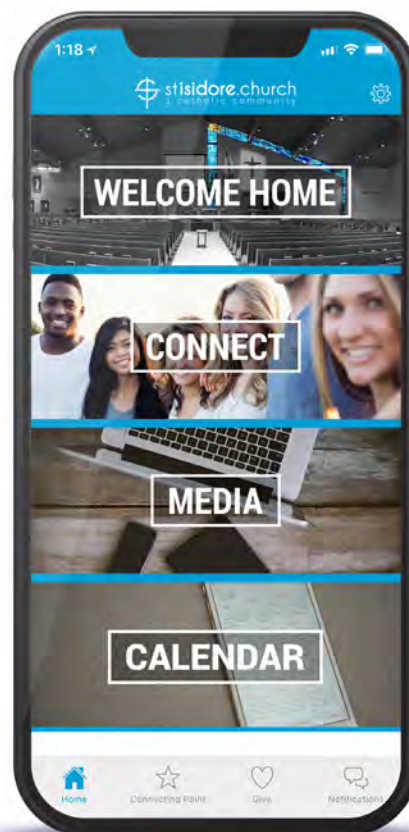 1:18
stisidore.church
a catholic community
WELCOME HOME
CONNECT
MEDIA
CALENDAR
Home
Connecting Point
Give
Notifications